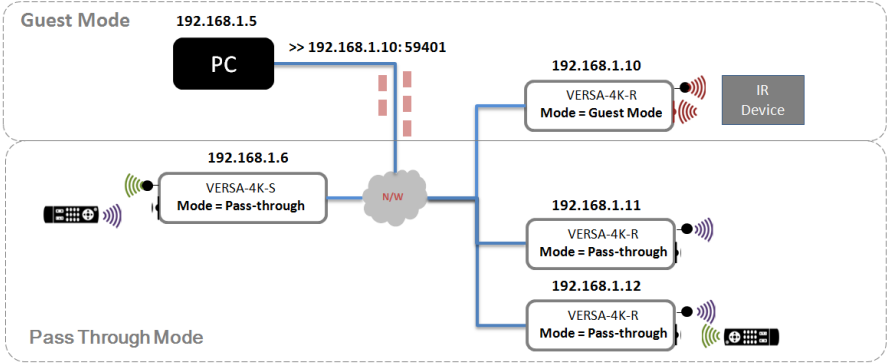 Guest Mode
192.168.1.5
PC
>> 192.168.1.10: 59401
192.168.1.10
VERSA-4K-R
Mode = Guest Mode
IR
Device
192.168.1.6
VERSA-4K-S
Mode = Pass-through
N/W
192.168.1.11
VERSA-4K-R
Mode = Pass-through
192.168.1.12
VERSA-4K-R
Mode = Pass-through
Pass Through Mode